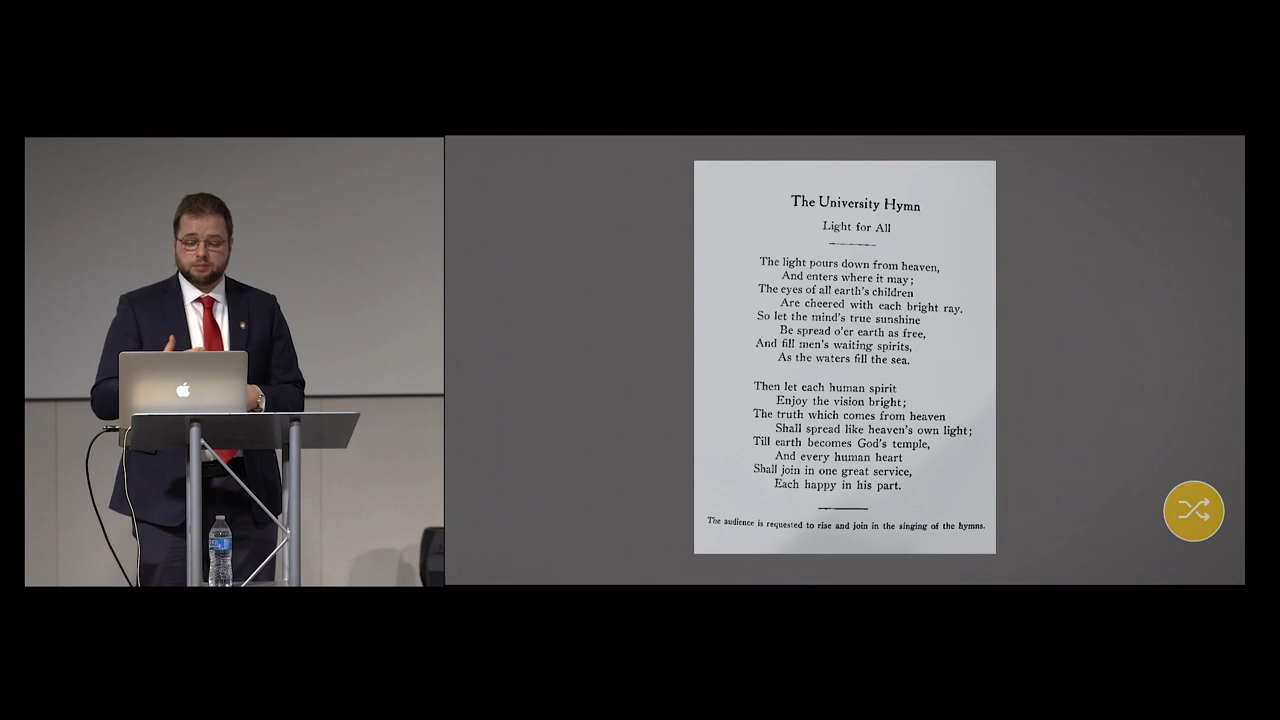 The University Hymn
Light for All
The light pours down from heaven,
And enters where it may;
The eyes of all earth's children
Are cheered with each bright ray.
So let the mind's true sunshine
Be spread o'er earth as free,
And fill men's waiting spirits,
As the waters fill the sea.
Then let each human spirit
Enjoy the vision bright;
The truth which comes from heaven
Shall spread like heaven's own light;
Till earth becomes God's temple,
And every human heart
Shall join in one great service,
Each happy in his part.
The audience is requested to rise and join in the singing of the hymns.